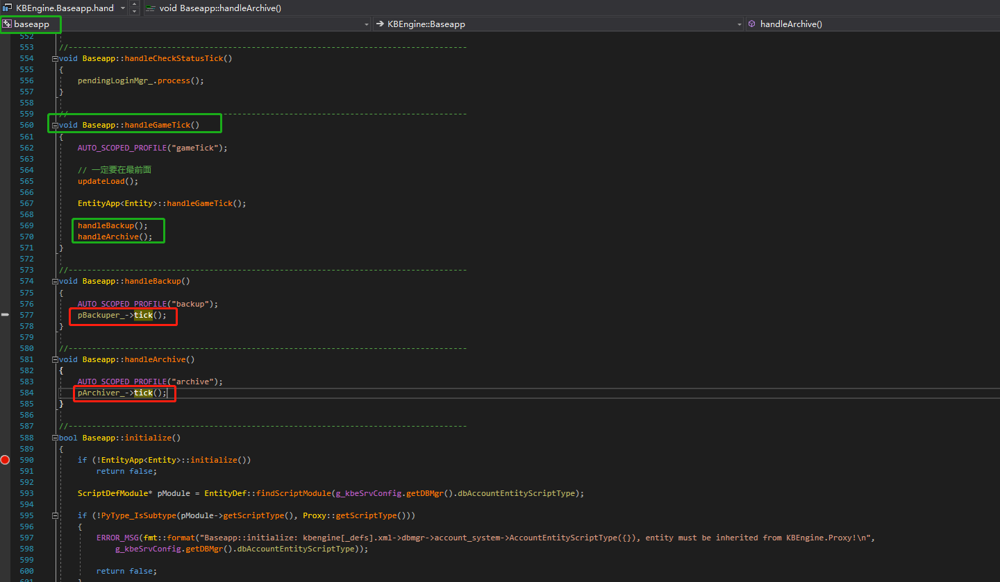 KBEngine.Baseapp.hand void Baseapp::handleArchive()
baseapp KBEngine::Baseapp handleArchive()
552
553 //-------------------------------------------------------------------------------------
554 void Baseapp::handleCheckStatusTick()
555 {
556 pendingLoginMgr_.process();
557 }
558
559 //-------------------------------------------------------------------------------------
560 void Baseapp::handleGameTick()
561 {
562 AUTO_SCOPED_PROFILE("gameTick");
563
564 // 一定要在最前面
565 updateLoad();
566
567 EntityApp<Entity>::handleGameTick();
568
569 handleBackup();
570 handleArchive();
571 }
572
573 //-------------------------------------------------------------------------------------
574 void Baseapp::handleBackup()
575 {
576 AUTO_SCOPED_PROFILE("backup");
577 pBackuper_->tick();
578 }
579
580 //-------------------------------------------------------------------------------------
581 void Baseapp::handleArchive()
582 {
583 AUTO_SCOPED_PROFILE("archive");
584 pArchiver_->tick();
585 }
586
587 //-------------------------------------------------------------------------------------
588 bool Baseapp::initialize()
589 {
590 if (!EntityApp<Entity>::initialize())
591 return false;
592
593 ScriptDefModule* pModule = EntityDef::findScriptModule(g_kbeSrvConfig.getDBMgr().dbAccountEntityScriptType);
594
595 if (!PyType_IsSubtype(pModule->getScriptType(), Proxy::getScriptType()))
596 {
597 ERROR_MSG(fmt::format("Baseapp::initialize: kbengine[_defs].xml->dbmgr->account_system->AccountEntityScriptType({}), entity must be inherited from KBEngine.Proxy!\n",
598 g_kbeSrvConfig.getDBMgr().dbAccountEntityScriptType));
599
600 return false;
601 }